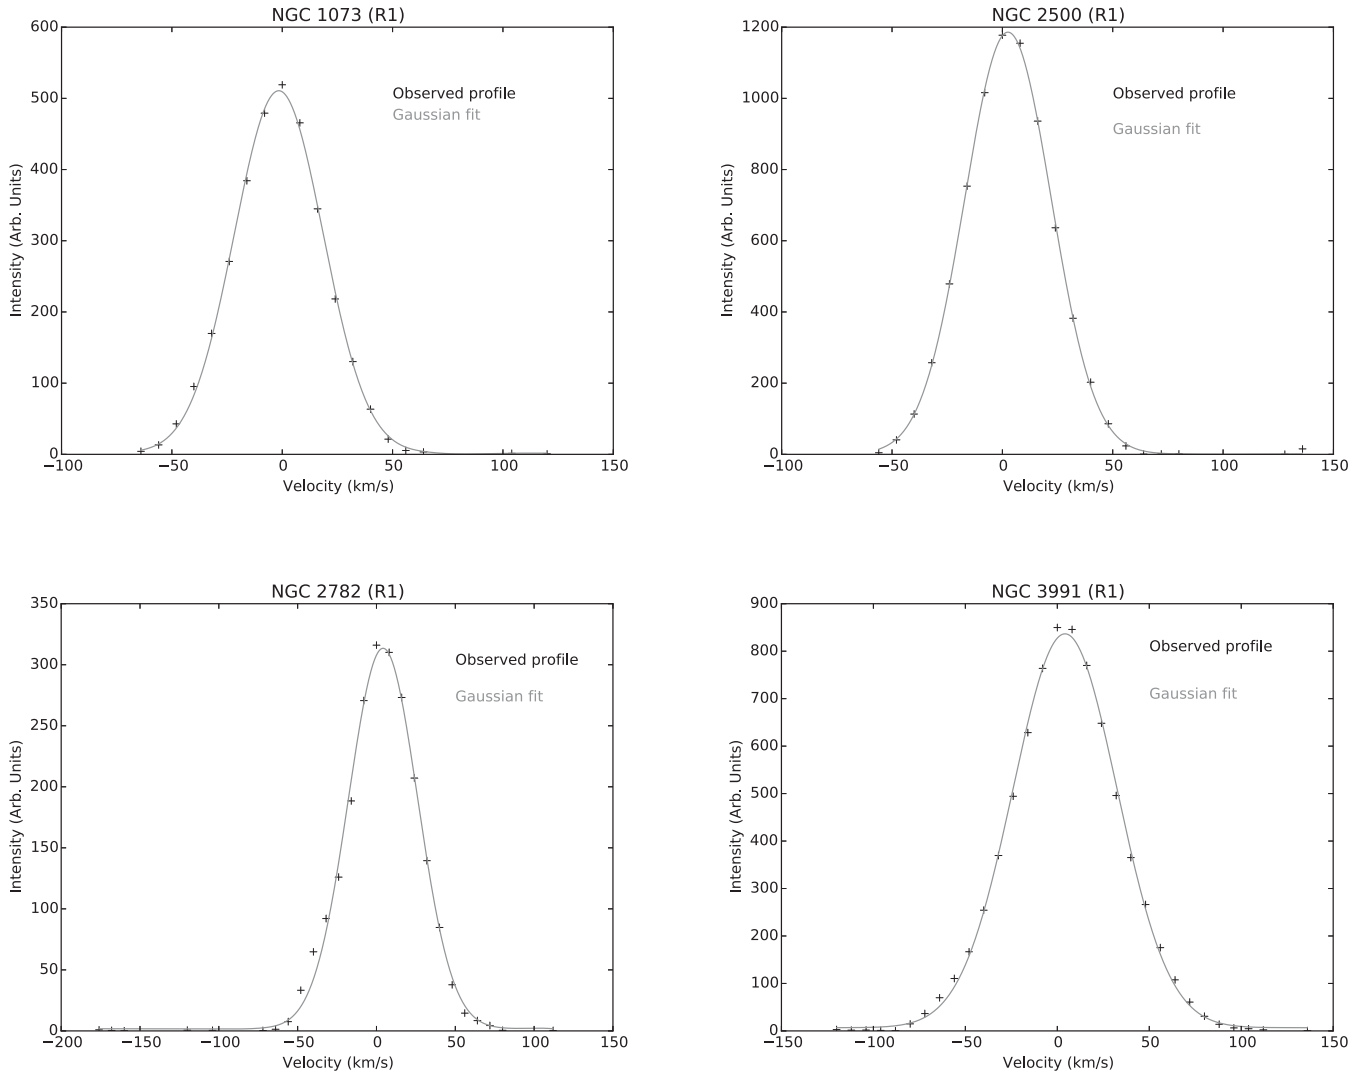 NGC 1073 (R1)
600
500
400
300
200
100
0
Intensity (Arb. Units)
Observed profile
Gaussian fit
−100 −50 0 50 100 150
Velocity (km/s)
NGC 2500 (R1)
1200
1000
800
600
400
200
0
Intensity (Arb. Units)
Observed profile
Gaussian fit
−100 −50 0 50 100 150
Velocity (km/s)
NGC 2782 (R1)
350
300
250
200
150
100
50
0
Intensity (Arb. Units)
Observed profile
Gaussian fit
−200 −150 −100 −50 0 50 100 150
Velocity (km/s)
NGC 3991 (R1)
900
800
700
600
500
400
300
200
100
0
Intensity (Arb. Units)
Observed profile
Gaussian fit
−150 −100 −50 0 50 100 150
Velocity (km/s)